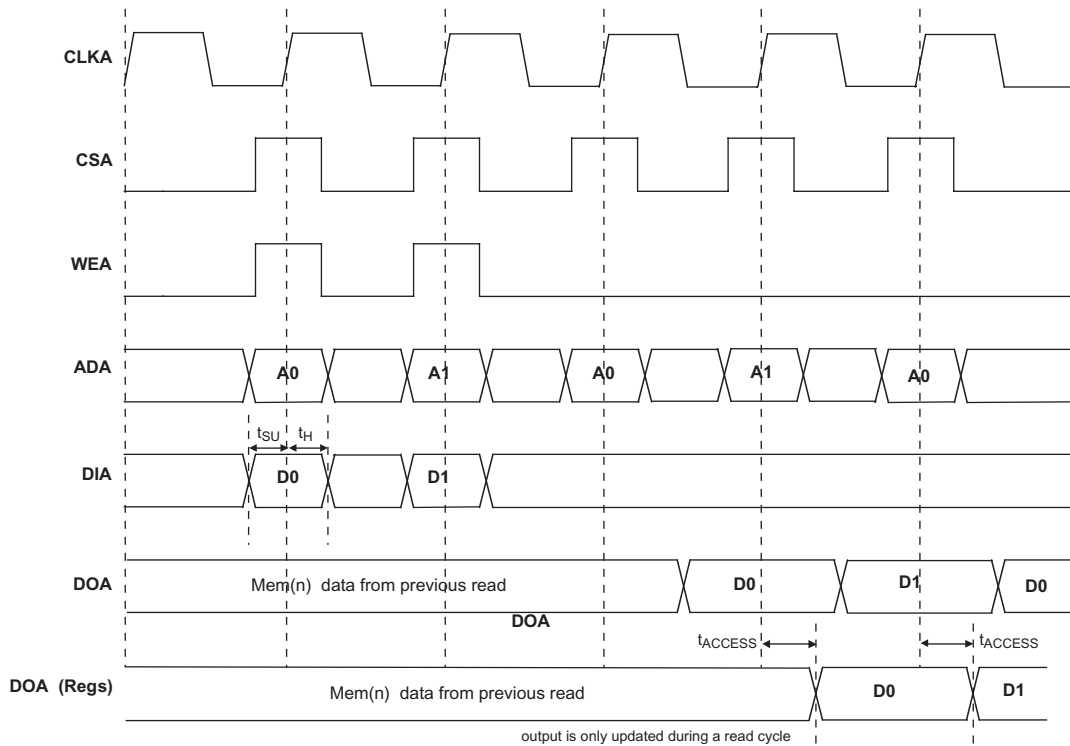 CLKA
CSA
WEA
ADA A0 A1 A0 A1 A0
tSU tH
DIA D0 D1
DOA Mem(n) data from previous read D0 D1 D0
DOA
tACCESS tACCESS
DOA (Regs) Mem(n) data from previous read D0 D1
output is only updated during a read cycle